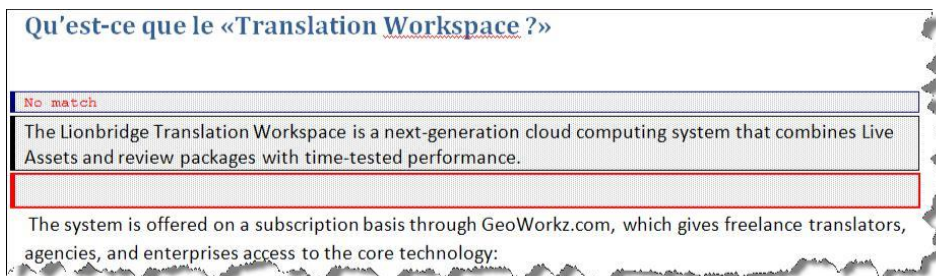 Qu’est-ce que le «Translation Workspace ?»
No match
The Lionbridge Translation Workspace is a next-generation cloud computing system that combines Live
Assets and review packages with time-tested performance.
The system is offered on a subscription basis through GeoWorkz.com, which gives freelance translators,
agencies, and enterprises access to the core technology: